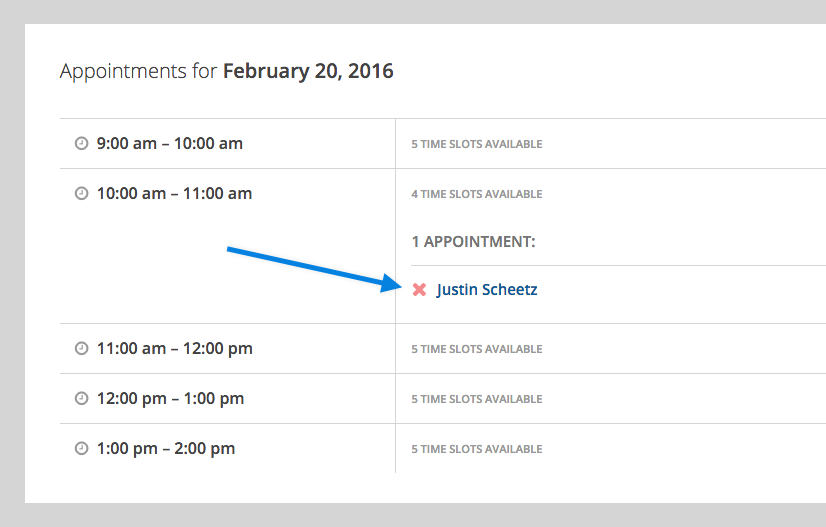 Appointments for February 20, 2016
9:00 am – 10:00 am
5 TIME SLOTS AVAILABLE
10:00 am – 11:00 am
4 TIME SLOTS AVAILABLE
1 APPOINTMENT:
Justin Scheetz
11:00 am – 12:00 pm
5 TIME SLOTS AVAILABLE
12:00 pm – 1:00 pm
5 TIME SLOTS AVAILABLE
1:00 pm – 2:00 pm
5 TIME SLOTS AVAILABLE